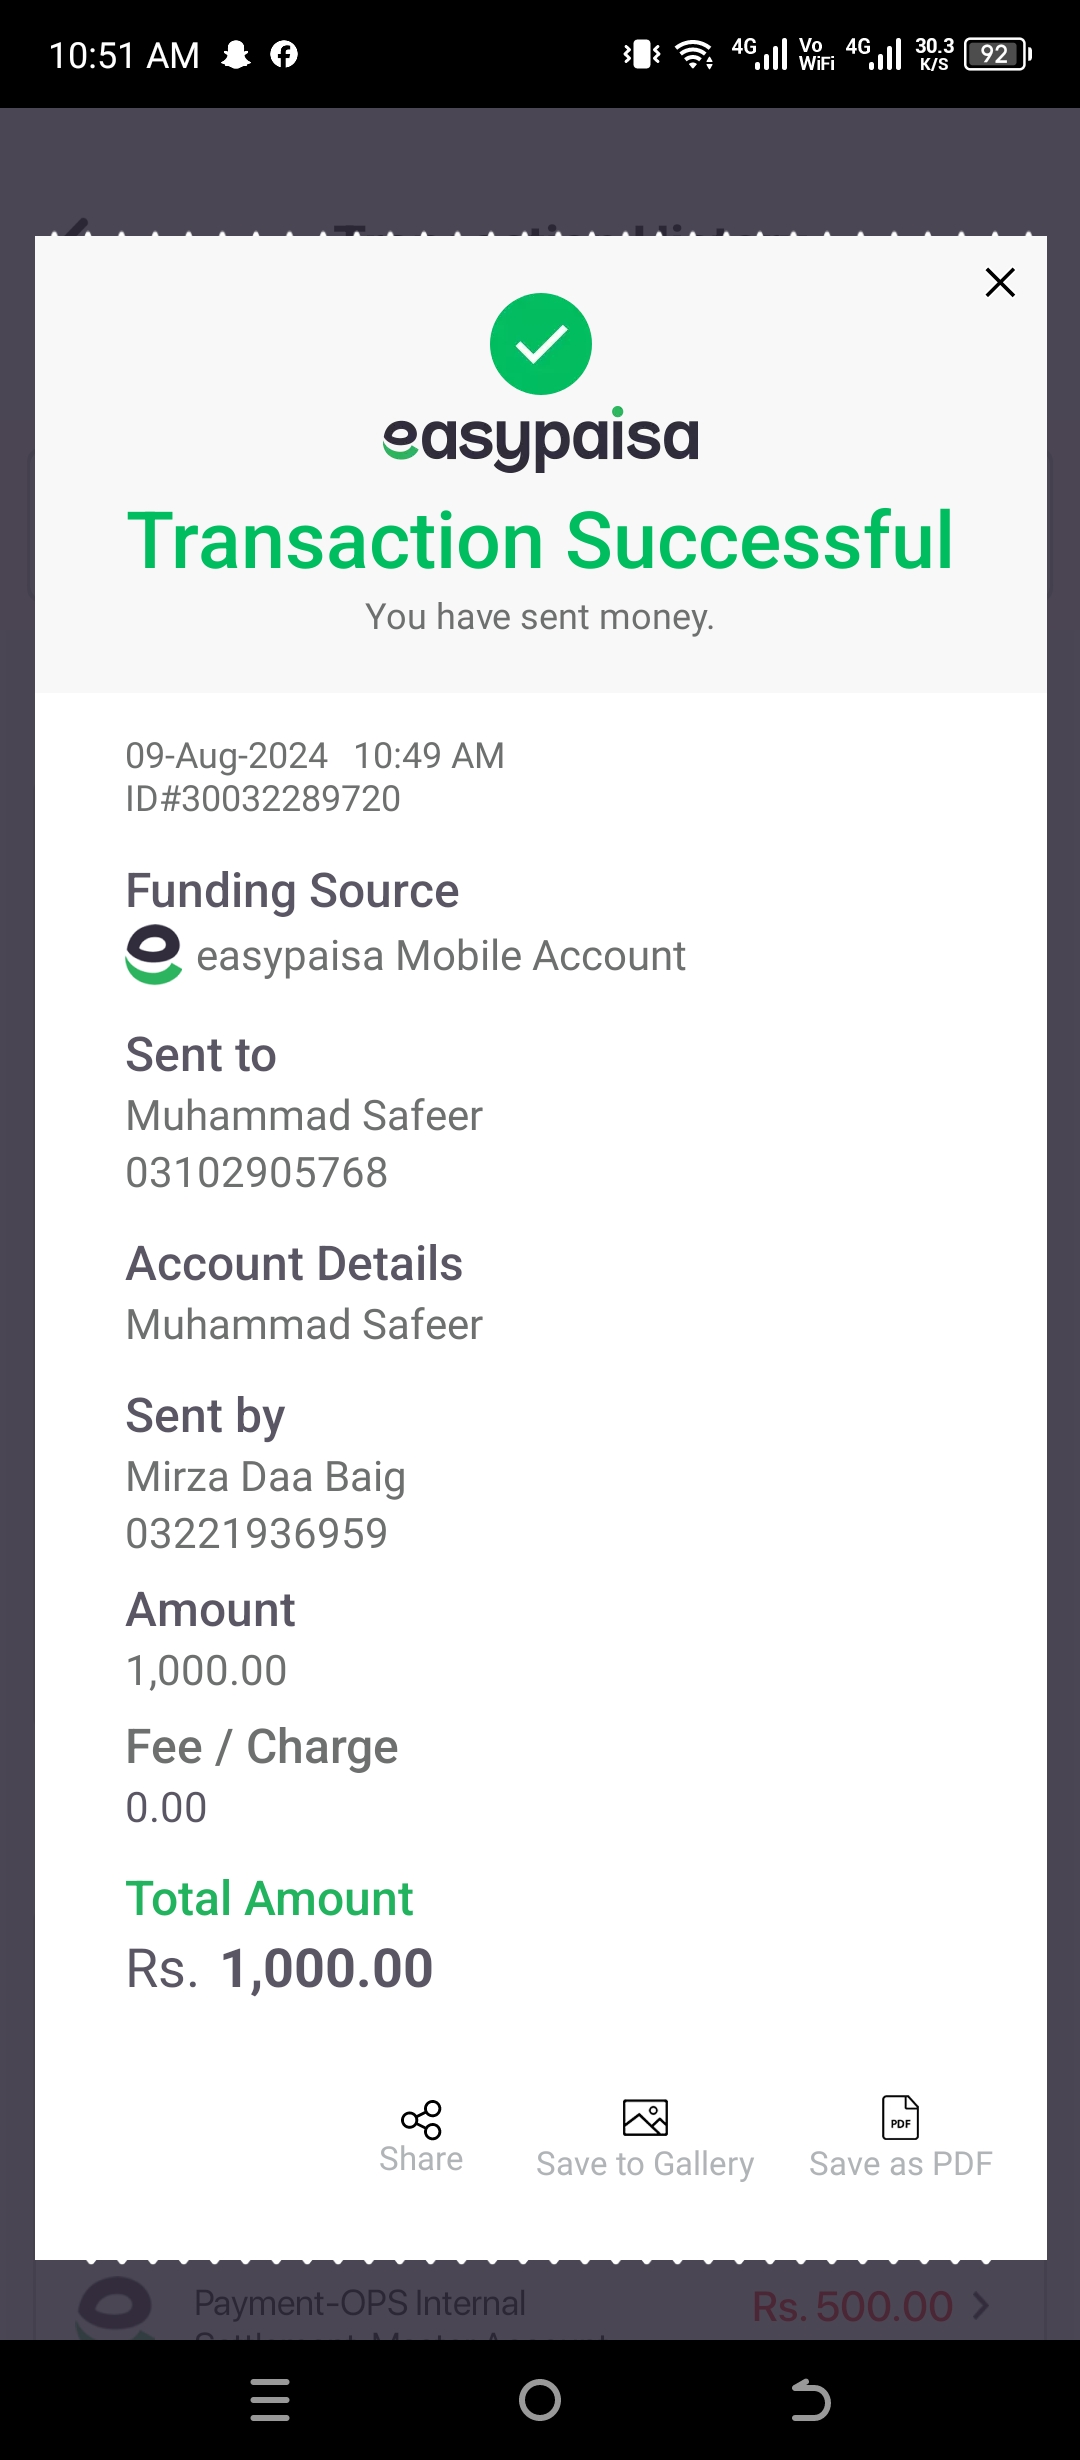 10:51 AM
4G
Vo
WiFi
4G
30.3
K/S
92
easypaisa
Transaction Successful
You have sent money.
09-Aug-2024 10:49 AM
ID#30032289720
Funding Source
easypaisa Mobile Account
Sent to
Muhammad Safeer
03102905768
Account Details
Muhammad Safeer
Sent by
Mirza Daa Baig
03221936959
Amount
1,000.00
Fee / Charge
0.00
Total Amount
Rs. 1,000.00
Share
Save to Gallery
PDF
Save as PDF
Payment-OPS Internal
Rs. 500.00